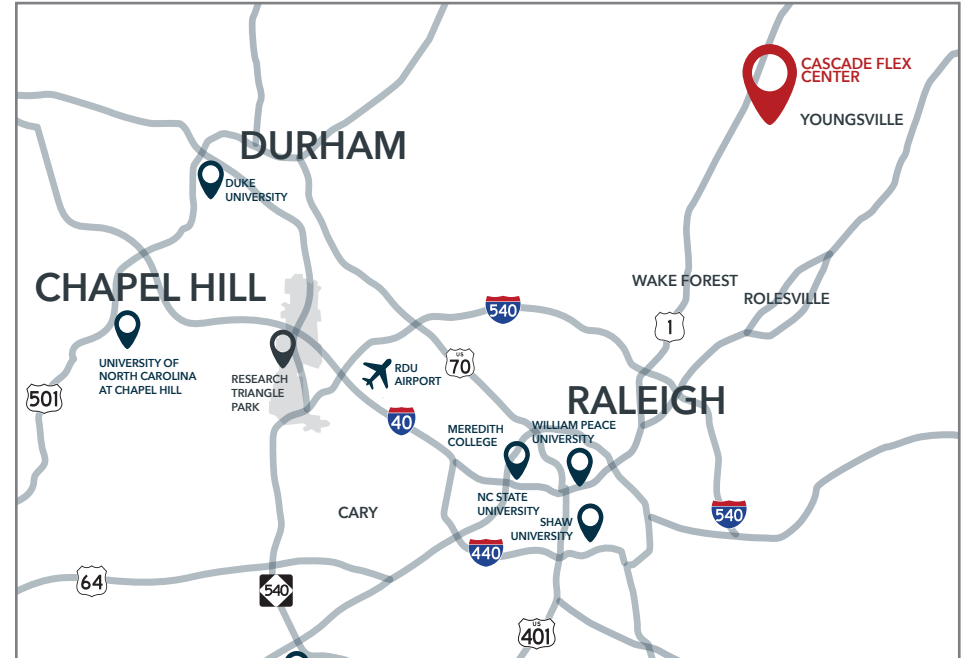 CASCADE FLEX
CENTER
YOUNGSVILLE
DURHAM
DUKE
UNIVERSITY
CHAPEL HILL
WAKE FOREST
ROLESVILLE
540
1
UNIVERSITY OF
NORTH CAROLINA
AT CHAPEL HILL
RESEARCH
TRIANGLE
PARK
RDU
AIRPORT
US
70
501
40
RALEIGH
MEREDITH
COLLEGE
WILLIAM PEACE
UNIVERSITY
NC STATE
UNIVERSITY
SHAW
UNIVERSITY
CARY
540
440
64
540
US
401